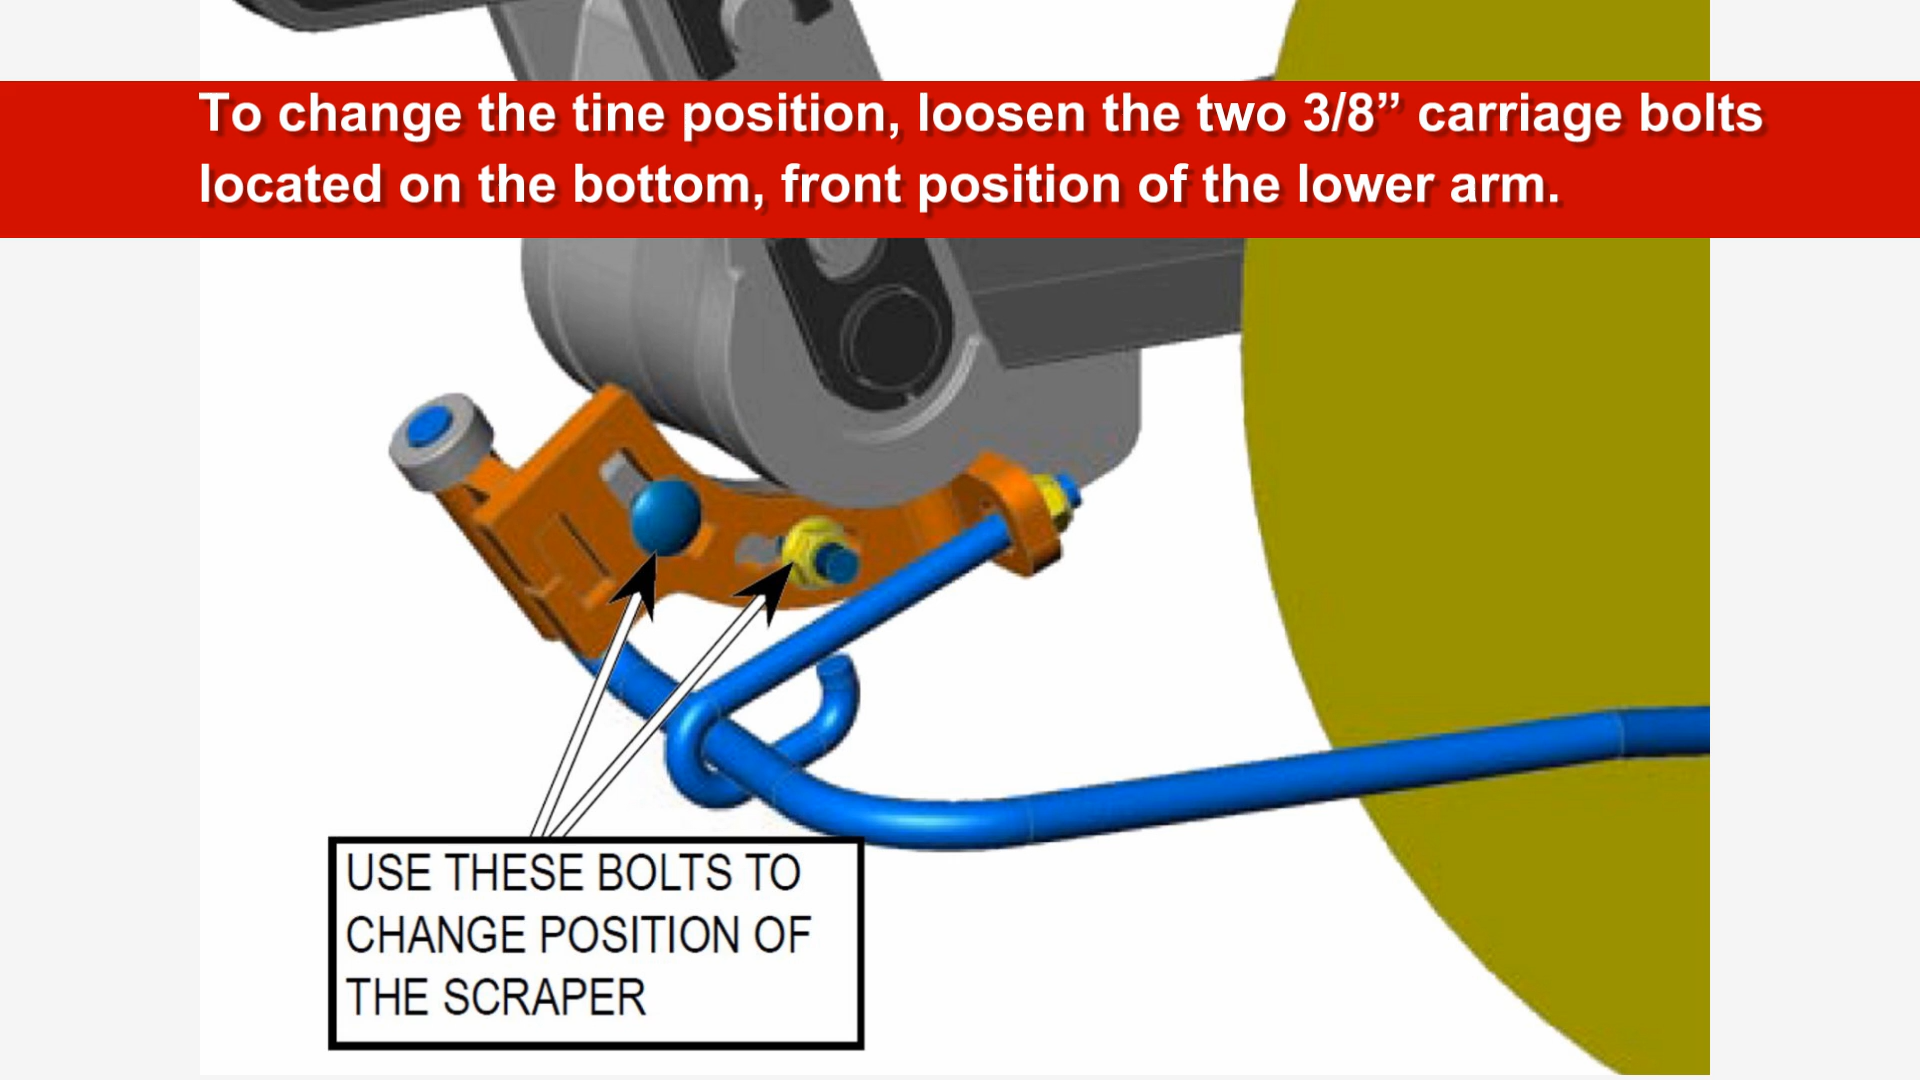 To change the tine position, loosen the two 3/8” carriage bolts
located on the bottom, front position of the lower arm.
USE THESE BOLTS TO
CHANGE POSITION OF
THE SCRAPER